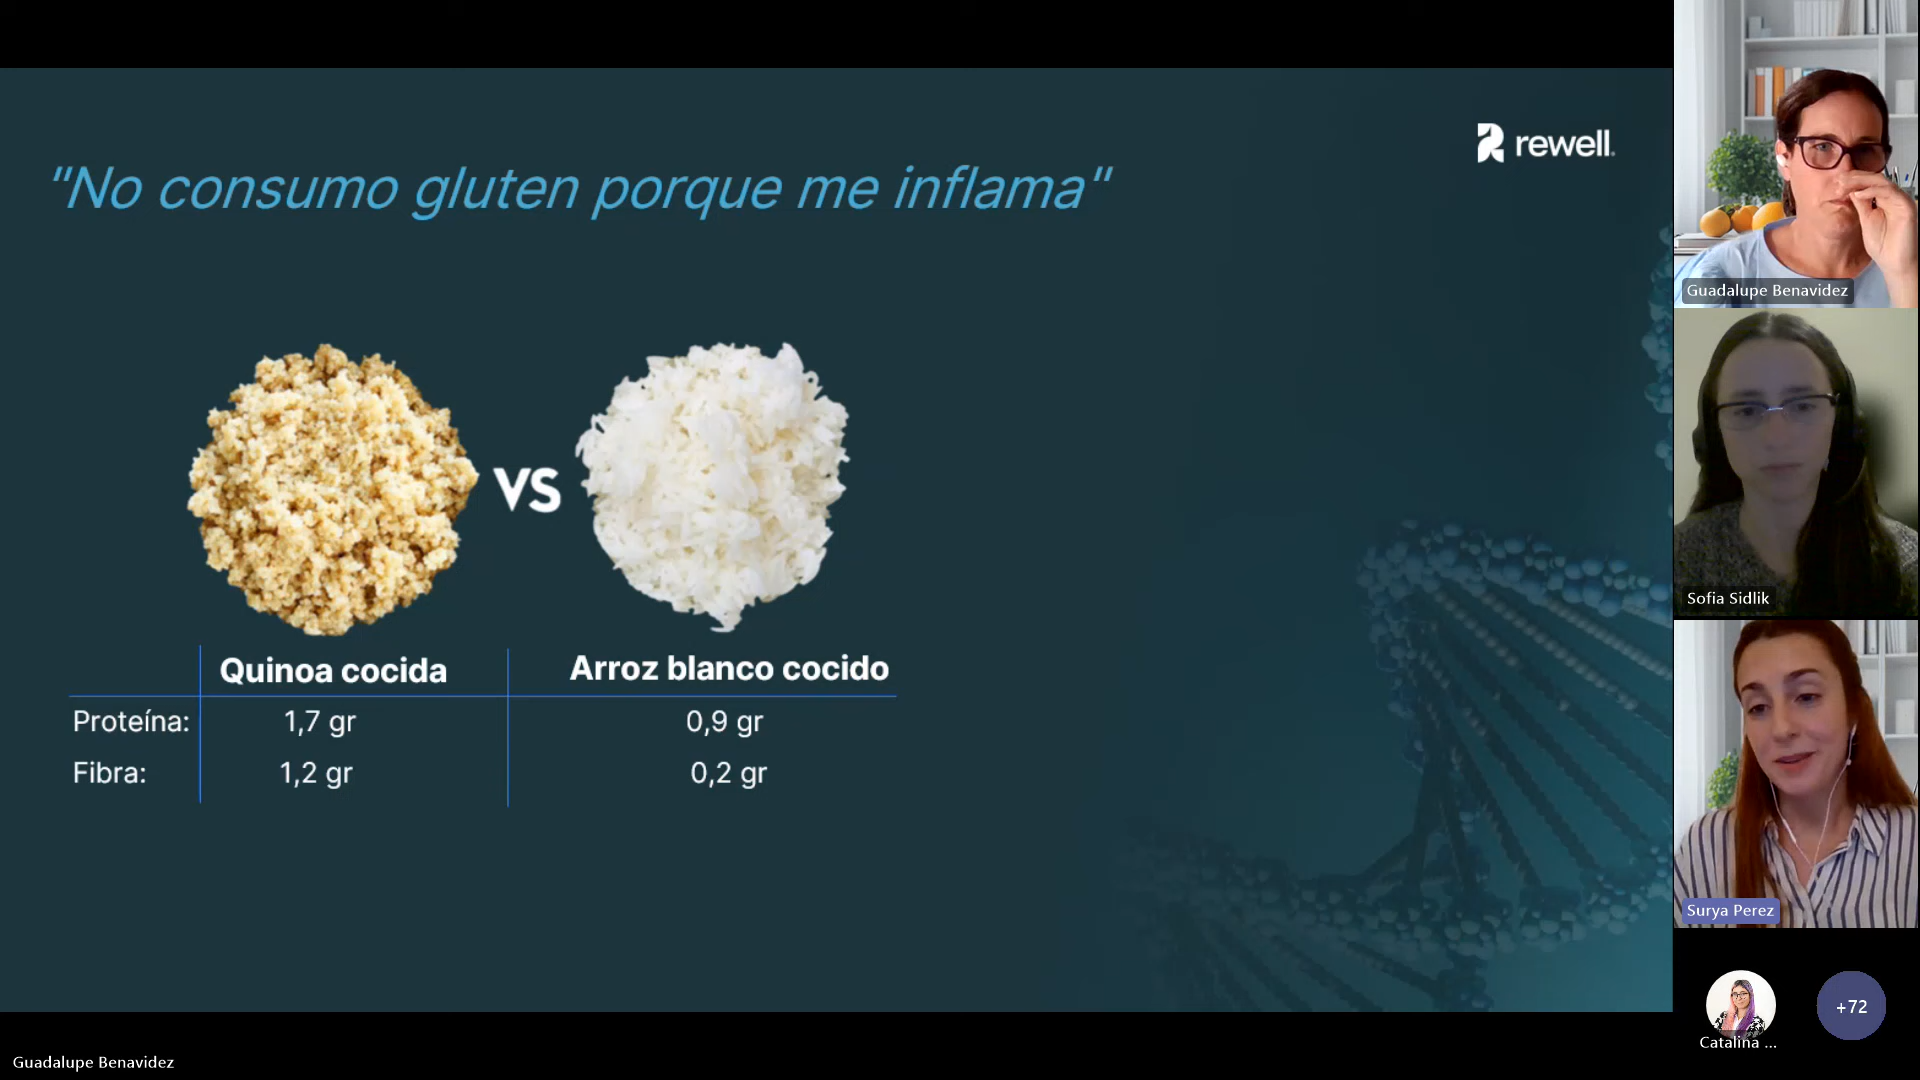 rewell.
"No consumo gluten porque me inflama"
VS
Quinoa cocida
Arroz blanco cocido
Proteína: 1,7 gr 0,9 gr
Fibra: 1,2 gr 0,2 gr
Guadalupe Benavidez
Sofia Sidlik
Surya Perez
Catalina ...
+72
Guadalupe Benavidez